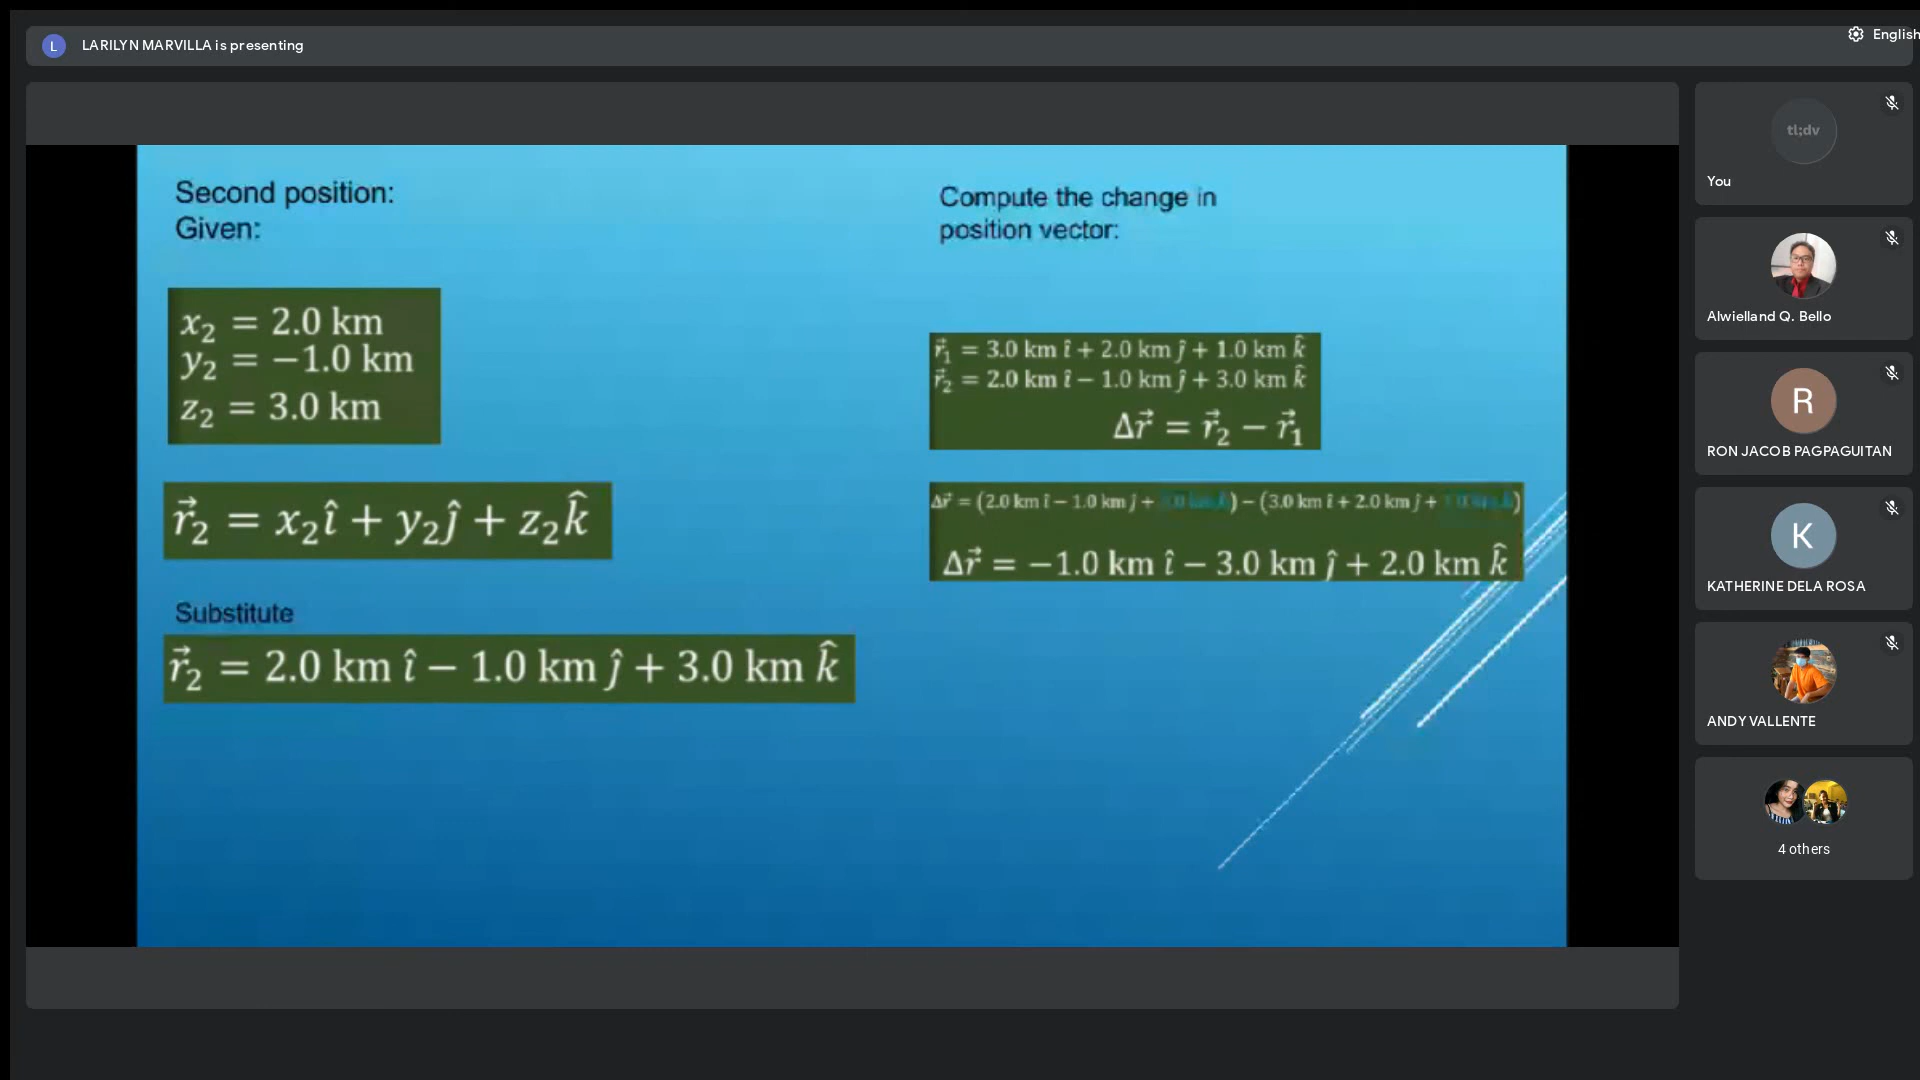 L LARILYN MARVILLA is presenting
English
Second position:
Given:
x₂ = 2.0 km
y₂ = −1.0 km
z₂ = 3.0 km
r⃗₂ = x₂î + y₂ĵ + z₂k̂
Substitute
r⃗₂ = 2.0 km î − 1.0 km ĵ + 3.0 km k̂
Compute the change in
position vector:
r⃗₁ = 3.0 km î + 2.0 km ĵ + 1.0 km k̂
r⃗₂ = 2.0 km î − 1.0 km ĵ + 3.0 km k̂
Δr⃗ = r⃗₂ − r⃗₁
Δr⃗ = (2.0 km î − 1.0 km ĵ + ) − (3.0 km î + 2.0 km ĵ + )
Δr⃗ = −1.0 km î − 3.0 km ĵ + 2.0 km k̂
tl;dv
You
Alwielland Q. Bello
R
RON JACOB PAGPAGUITAN
K
KATHERINE DELA ROSA
ANDY VALLENTE
4 others